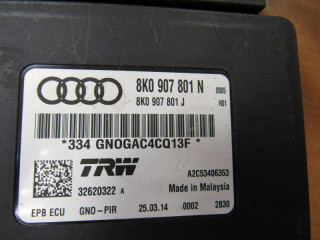 8K0 907 801 N 0005
8K0 907 801 J H01
*334 GNOGAC4CQ13F*
TRW
A2C53406353
32620322 A
Made in Malaysia
EPB ECU GNO-PIR 25.03.14 0002 2830